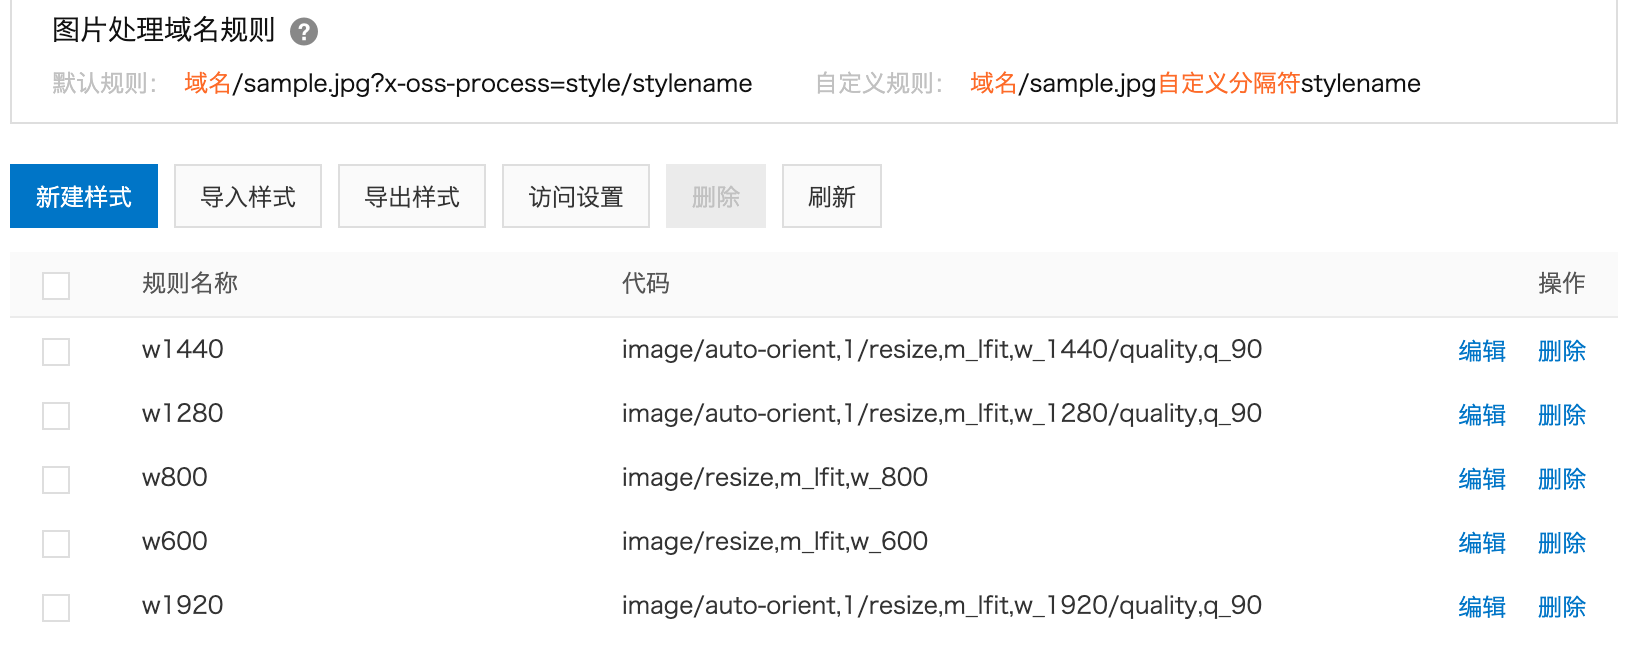 图片处理域名规则 ?
默认规则： 域名/sample.jpg?x-oss-process=style/stylename 自定义规则： 域名/sample.jpg自定义分隔符stylename
新建样式 导入样式 导出样式 访问设置 删除 刷新
规则名称 代码 操作
w1440 image/auto-orient,1/resize,m_lfit,w_1440/quality,q_90 编辑 删除
w1280 image/auto-orient,1/resize,m_lfit,w_1280/quality,q_90 编辑 删除
w800 image/resize,m_lfit,w_800 编辑 删除
w600 image/resize,m_lfit,w_600 编辑 删除
w1920 image/auto-orient,1/resize,m_lfit,w_1920/quality,q_90 编辑 删除